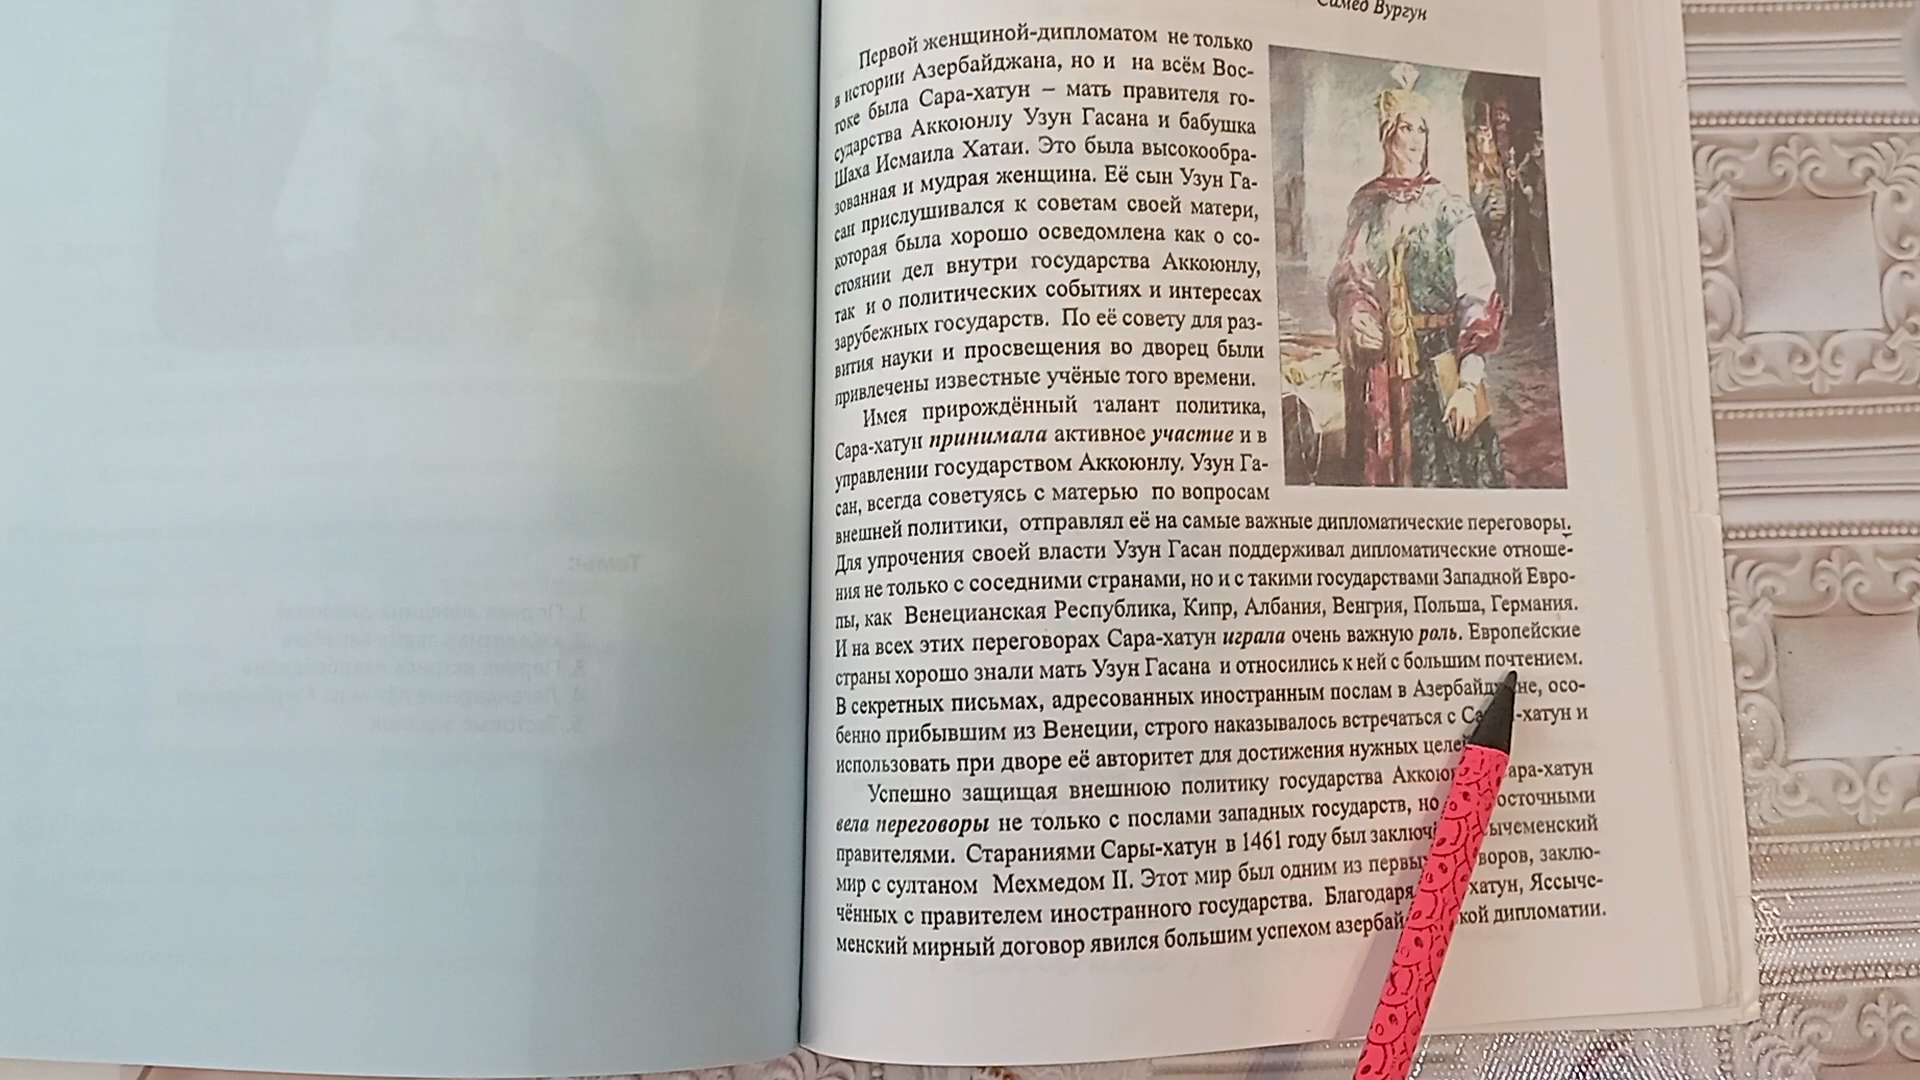 Самед Вургун
Первой женщиной-дипломатом не только
в истории Азербайджана, но и на всём Вос-
токе была Сара-хатун – мать правителя го-
сударства Аккоюнлу Узун Гасана и бабушка
Шаха Исмаила Хатаи. Это была высокообра-
зованная и мудрая женщина. Её сын Узун Га-
сан прислушивался к советам своей матери,
которая была хорошо осведомлена как о со-
стоянии дел внутри государства Аккоюнлу,
так и о политических событиях и интересах
зарубежных государств. По её совету для раз-
вития науки и просвещения во дворец были
привлечены известные учёные того времени.
Имея прирождённый талант политика,
Сара-хатун принимала активное участие и в
управлении государством Аккоюнлу. Узун Га-
сан, всегда советуясь с матерью по вопросам
внешней политики, отправлял её на самые важные дипломатические переговоры.
Для упрочения своей власти Узун Гасан поддерживал дипломатические отноше-
ния не только с соседними странами, но и с такими государствами Западной Евро-
пы, как Венецианская Республика, Кипр, Албания, Венгрия, Польша, Германия.
И на всех этих переговорах Сара-хатун играла очень важную роль. Европейские
страны хорошо знали мать Узун Гасана и относились к ней с большим почтением.
В секретных письмах, адресованных иностранным послам в осо-
бенно прибывшим из Венеции, строго наказывалось встречаться с и
использовать при дворе её авторитет для достижения нужных
Успешно защищая внешнюю политику государства
вела переговоры не только с послами западных государств, но
правителями. Стараниями Сары-хатун в 1461 году был
мир с султаном Мехмедом II. Этот мир был одним из заклю-
чённых с правителем иностранного государства. Благодаря хатун, Яссыче-
менский мирный договор явился большим успехом дипломатии.
Темы: